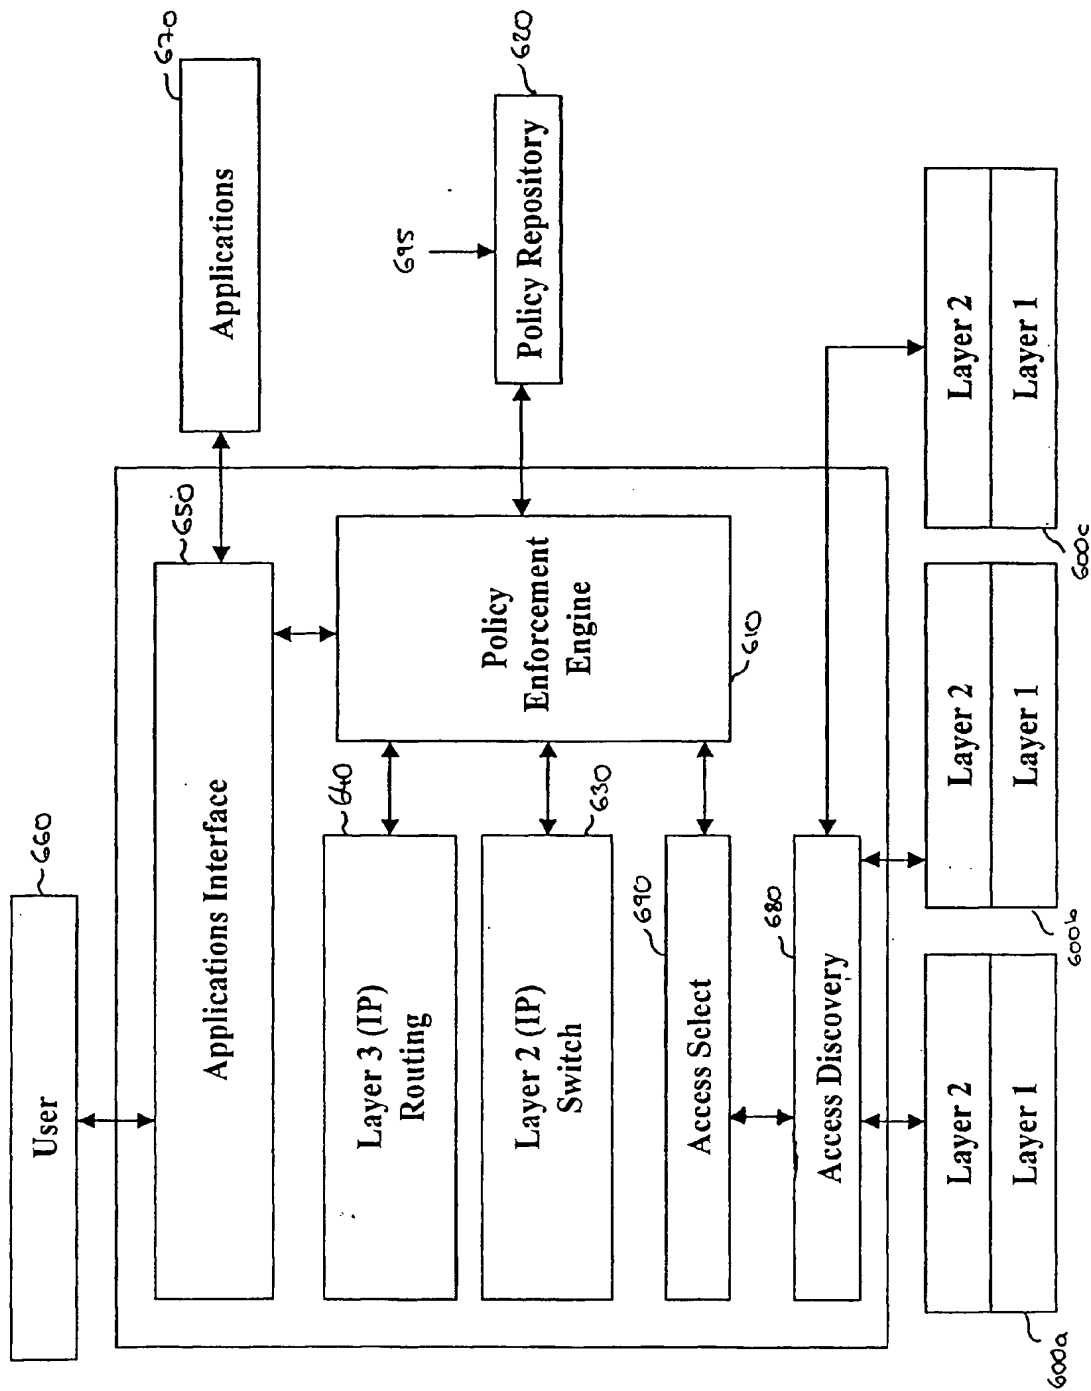 User
660
Applications
670
Applications Interface
650
Layer 3 (IP)
Routing
640
Policy
Enforcement
Engine
610
695
Policy Repository
620
Layer 2 (IP)
Switch
630
Access Select
690
Access Discovery
680
Layer 2
Layer 1
600a
Layer 2
Layer 1
600b
Layer 2
Layer 1
600c